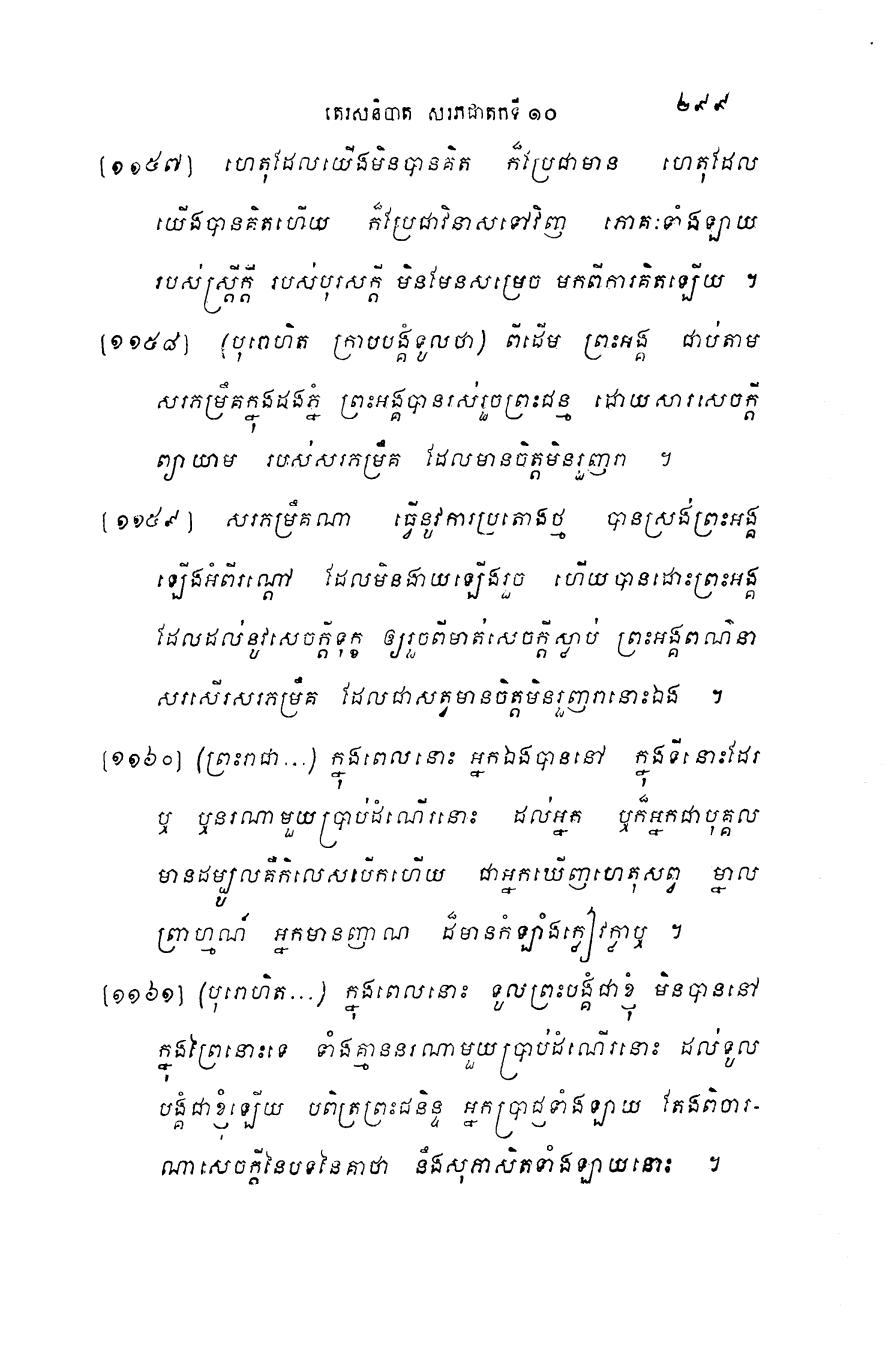 តេរសនិបាត សរភជាតកទី ១០ ២៩៩
[១១៥៧] ហេតុដែលយើងមិនបានគិត ក៏ប្រែជាមាន ហេតុដែល
យើងបានគិតហើយ ក៏ប្រែជាវិនាសទៅវិញ ភោគៈទាំងឡាយ
របស់ស្ត្រីក្តី របស់បុរសក្តី មិនមែនសម្រេច មកពីការគិតឡើយ ។
[១១៥៨] (បុរោហិត ក្រាបបង្គំទូលថា) ពីដើម ព្រះអង្គ ជាប់តាម
សរភម្រឹគក្នុងដងភ្នំ ព្រះអង្គបានរស់រួចព្រះជន្ម ដោយសារសេចក្តី
ព្យាយាម របស់សរភម្រឹគ ដែលមានចិត្តមិនរួញរា ។
[១១៥៩] សរភម្រឹគណា ធ្វើនូវការប្រតោងថ្ម បានស្រង់ព្រះអង្គ
ឡើងអំពីរណ្តៅ ដែលមិនងាយឡើងរួច ហើយបានដោះព្រះអង្គ
ដែលដល់នូវសេចក្តីទុក្ខ ឲ្យរួចពីមាត់សេចក្តីស្លាប់ ព្រះអង្គពណ៌នា
សរសើរសរភម្រឹគ ដែលជាសត្វមានចិត្តមិនរួញរានោះឯង ។
[១១៦០] (ព្រះរាជា...) ក្នុងពេលនោះ អ្នកឯងបាននៅ ក្នុងទីនោះដែរ
ឬ ឬនរណាមួយប្រាប់ដំណើរនោះ ដល់អ្នក ឬក៏អ្នកជាបុគ្គល
មានដម្បូលគឺកិលេសបើកហើយ ជាអ្នកឃើញហេតុសព្វ ម្នាល
ព្រាហ្មណ៍ អ្នកមានញាណ ដ៏មានកំឡាំងក្លៀវក្លាឬ ។
[១១៦១] (បុរោហិត...) ក្នុងពេលនោះ ទូលព្រះបង្គំជាខ្ញុំ មិនបាននៅ
ក្នុងព្រៃនោះទេ ទាំងគ្មាននរណាមួយប្រាប់ដំណើរនោះ ដល់ទូល
បង្គំជាខ្ញុំឡើយ បពិត្រព្រះជនិន្ទ អ្នកប្រាជ្ញទាំងឡាយ តែងពិចារ-
ណាសេចក្តីនៃបទនៃគាថា នឹងសុភាសិតទាំងឡាយនោះ ។